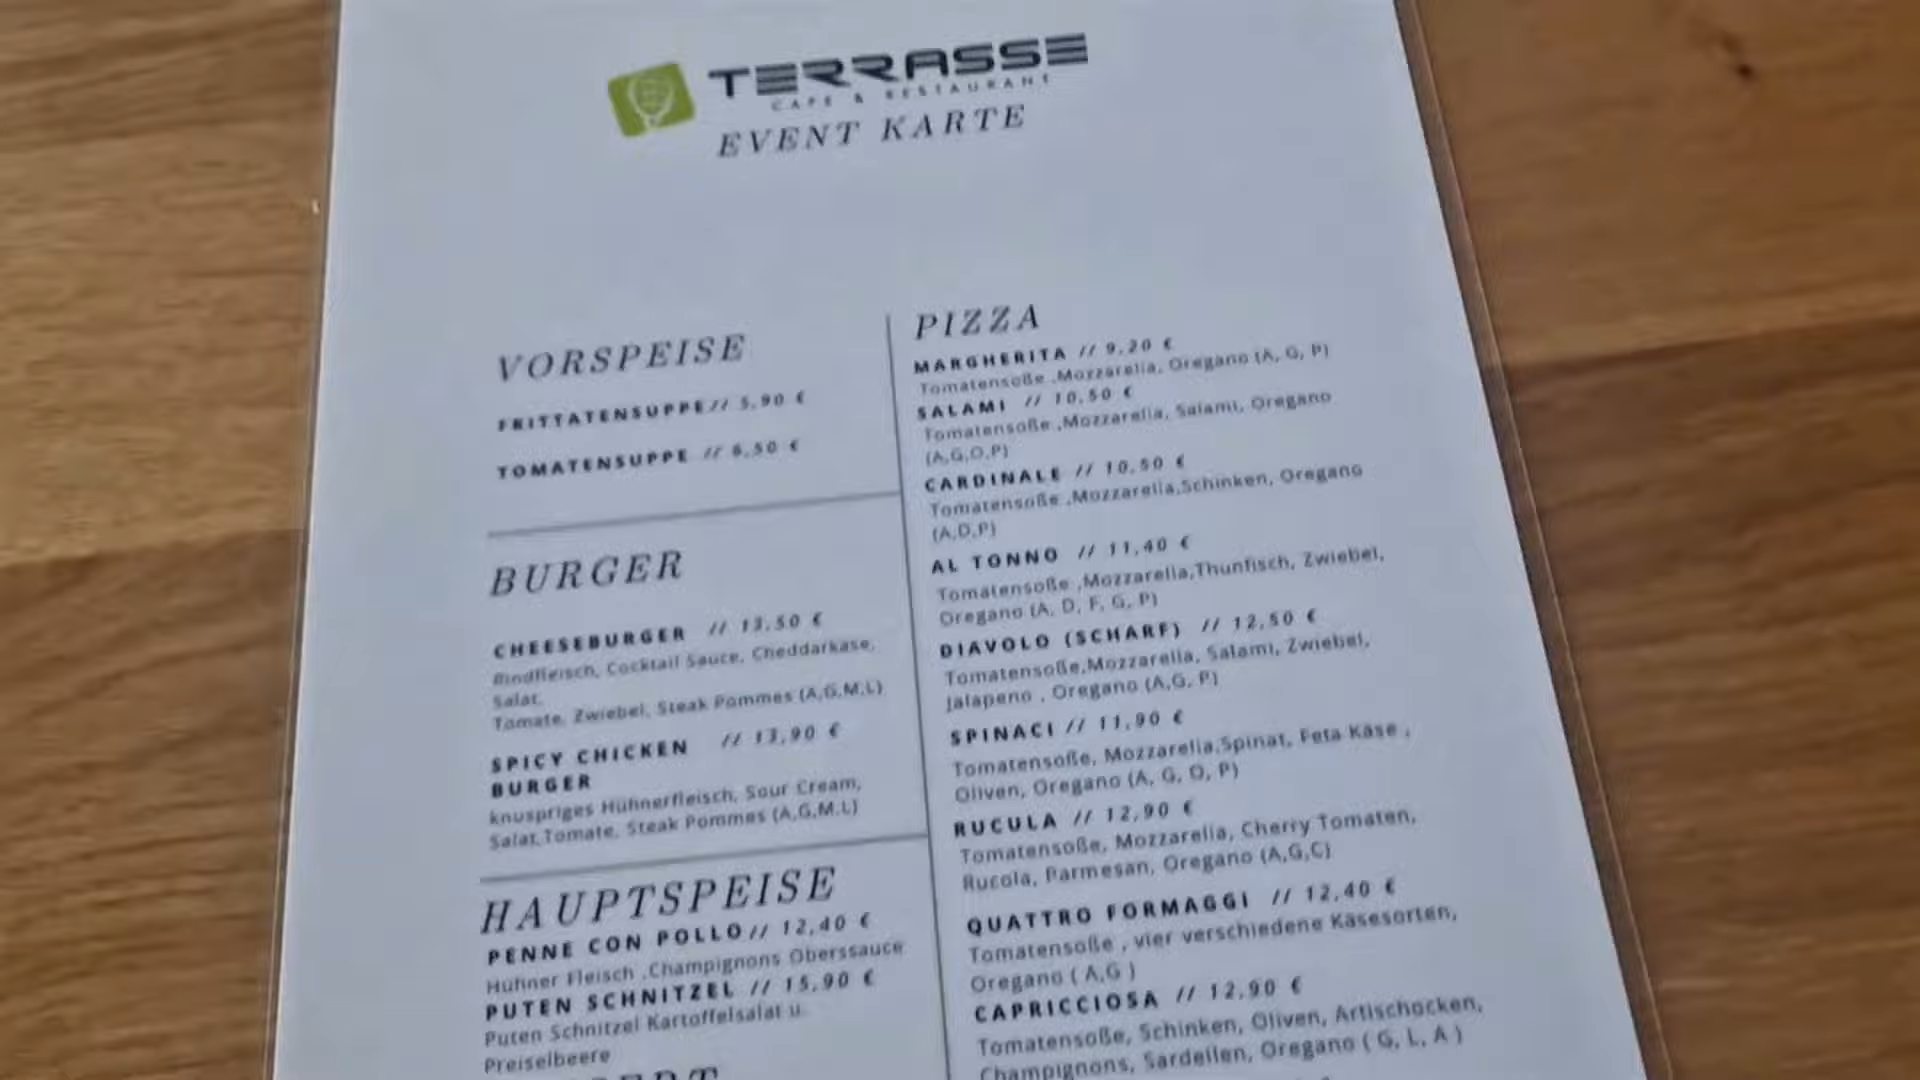 TERRASSE
CAFE & RESTAURANT
EVENT KARTE
VORSPEISE
FRITTATENSUPPE// 5,90 €
TOMATENSUPPE // 6,50 €
BURGER
CHEESEBURGER // 13,50 €
Rindfleisch, Cocktail Sauce, Cheddarkäse,
Salat,
Tomate, Zwiebel, Steak Pommes (A,G,M,L)
SPICY CHICKEN // 13,90 €
BURGER
knuspriges Hühnerfleisch, Sour Cream,
Salat,Tomate, Steak Pommes (A,G,M,L)
HAUPTSPEISE
PENNE CON POLLO// 12,40 €
Huhner Fleisch ,Champignons Oberssauce
PUTEN SCHNITZEL // 15,90 €
Puten Schnitzel Kartoffelsalat u.
Preiselbeere
PIZZA
MARGHERITA // 9,20 €
Tomatensoße ,Mozzarella, Oregano (A, G, P)
SALAMI // 10,50 €
Tomatensoße ,Mozzarella, Salami, Oregano
(A,G,O,P)
CARDINALE // 10,50 €
Tomatensoße ,Mozzarella,Schinken, Oregano
(A,D,P)
AL TONNO // 11,40 €
Tomatensoße ,Mozzarella,Thunfisch, Zwiebel,
Oregano (A, D, F, G, P)
DIAVOLO (SCHARF) // 12,50 €
Tomatensoße,Mozzarella, Salami, Zwiebel,
Jalapeno , Oregano (A,G, P)
SPINACI // 11,90 €
Tomatensoße, Mozzarella,Spinat, Feta Käse ,
Oliven, Oregano (A, G, O, P)
RUCULA // 12,90 €
Tomatensoße, Mozzarella, Cherry Tomaten,
Rucola, Parmesan, Oregano (A,G,C)
QUATTRO FORMAGGI // 12,40 €
Tomatensoße , vier verschiedene Käsesorten,
Oregano ( A,G )
CAPRICCIOSA // 12,90 €
Tomatensoße, Schinken, Oliven, Artischocken,
Champignons, Sardellen, Oregano ( G, L, A )